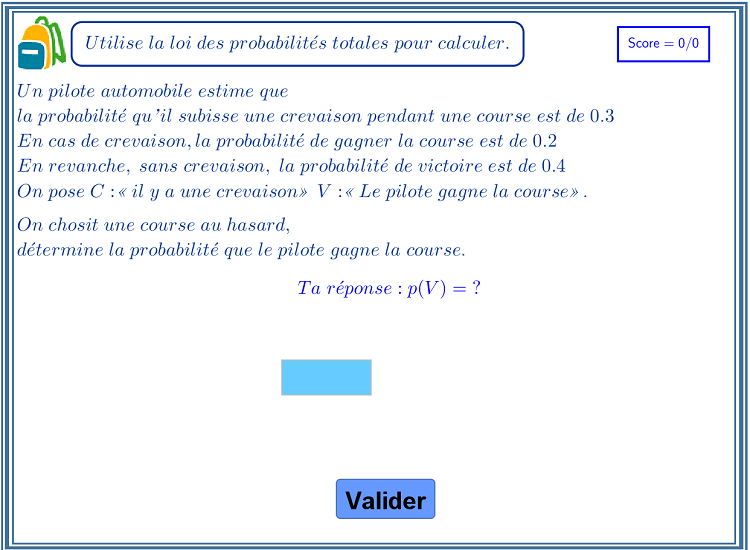 Utilise la loi des probabilités totales pour calculer.
Score = 0/0
Un pilote automobile estime que
la probabilité qu'il subisse une crevaison pendant une course est de 0.3
En cas de crevaison, la probabilité de gagner la course est de 0.2
En revanche, sans crevaison, la probabilité de victoire est de 0.4
On pose C :« il y a une crevaison» V :« Le pilote gagne la course» .
On chosit une course au hasard,
détermine la probabilité que le pilote gagne la course.
Ta réponse : p(V) = ?
Valider